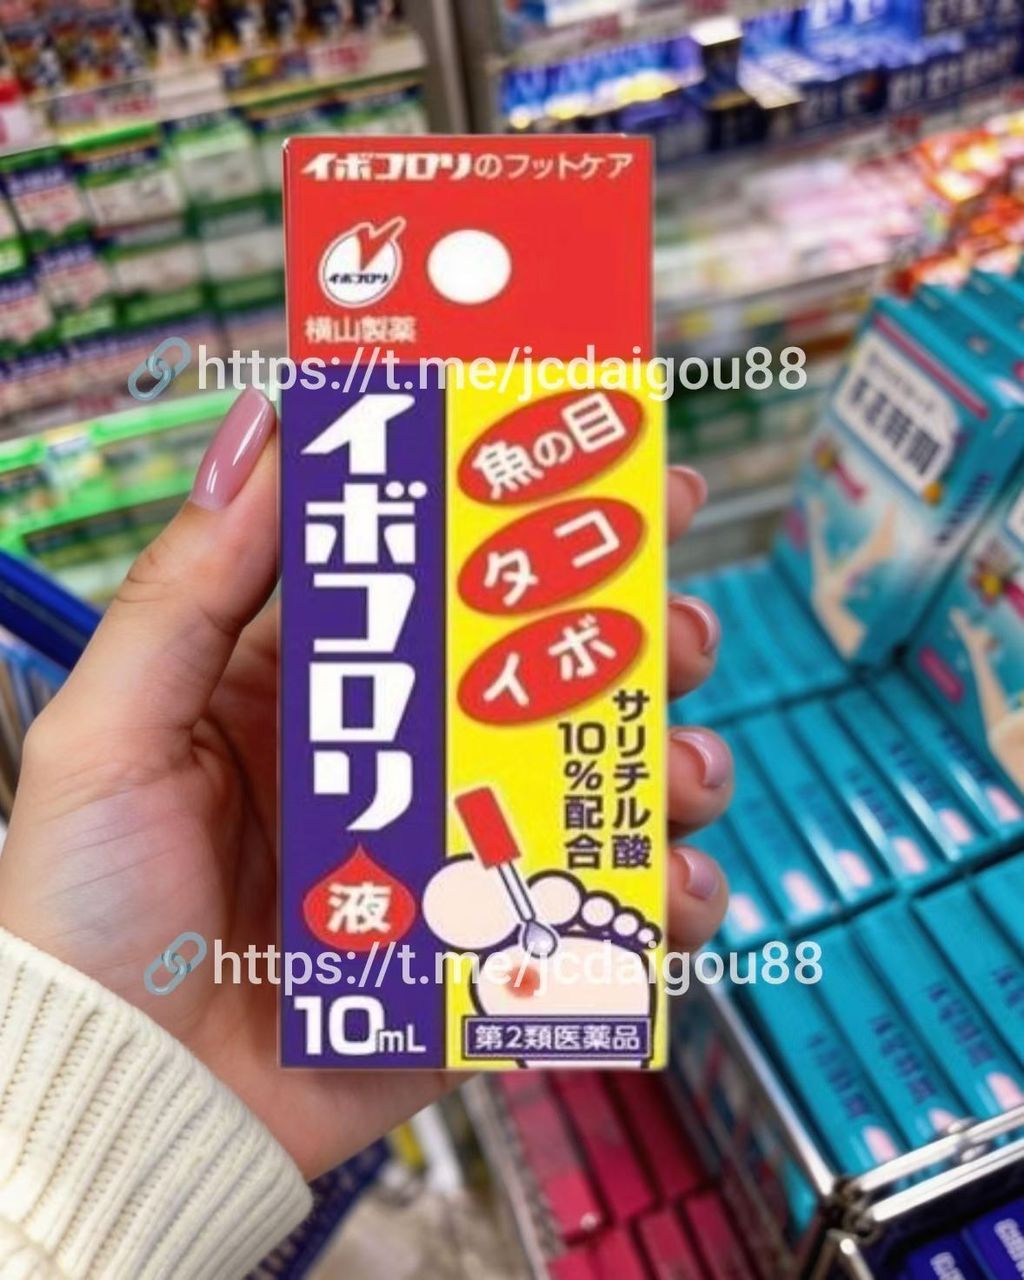 イボコロリのフットケア
イボコロリ
横山製薬
https://t.me/jcdaigou88
イボコロリ
魚の目
タコ
イボ
サリチル酸
10%配合
液
https://t.me/jcdaigou88
10mL
第2類医薬品